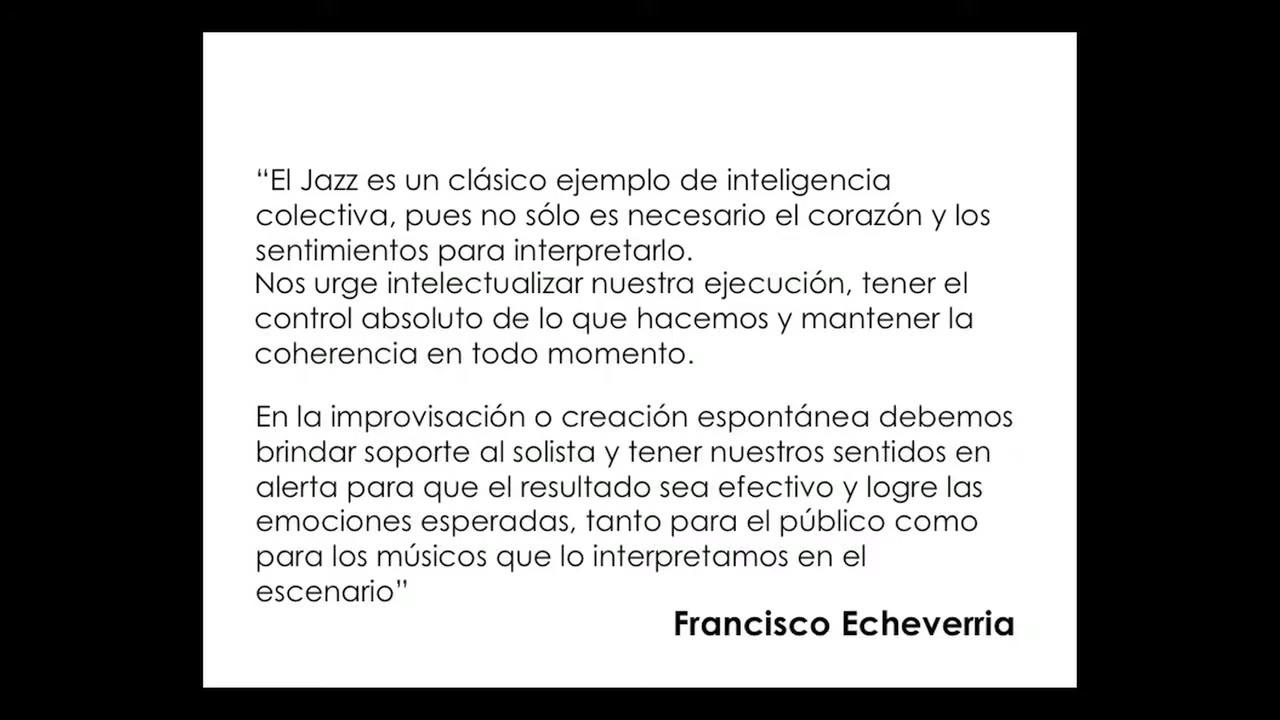 “El Jazz es un clásico ejemplo de inteligencia
colectiva, pues no sólo es necesario el corazón y los
sentimientos para interpretarlo.
Nos urge intelectualizar nuestra ejecución, tener el
control absoluto de lo que hacemos y mantener la
coherencia en todo momento.
En la improvisación o creación espontánea debemos
brindar soporte al solista y tener nuestros sentidos en
alerta para que el resultado sea efectivo y logre las
emociones esperadas, tanto para el público como
para los músicos que lo interpretamos en el
escenario”
Francisco Echeverria